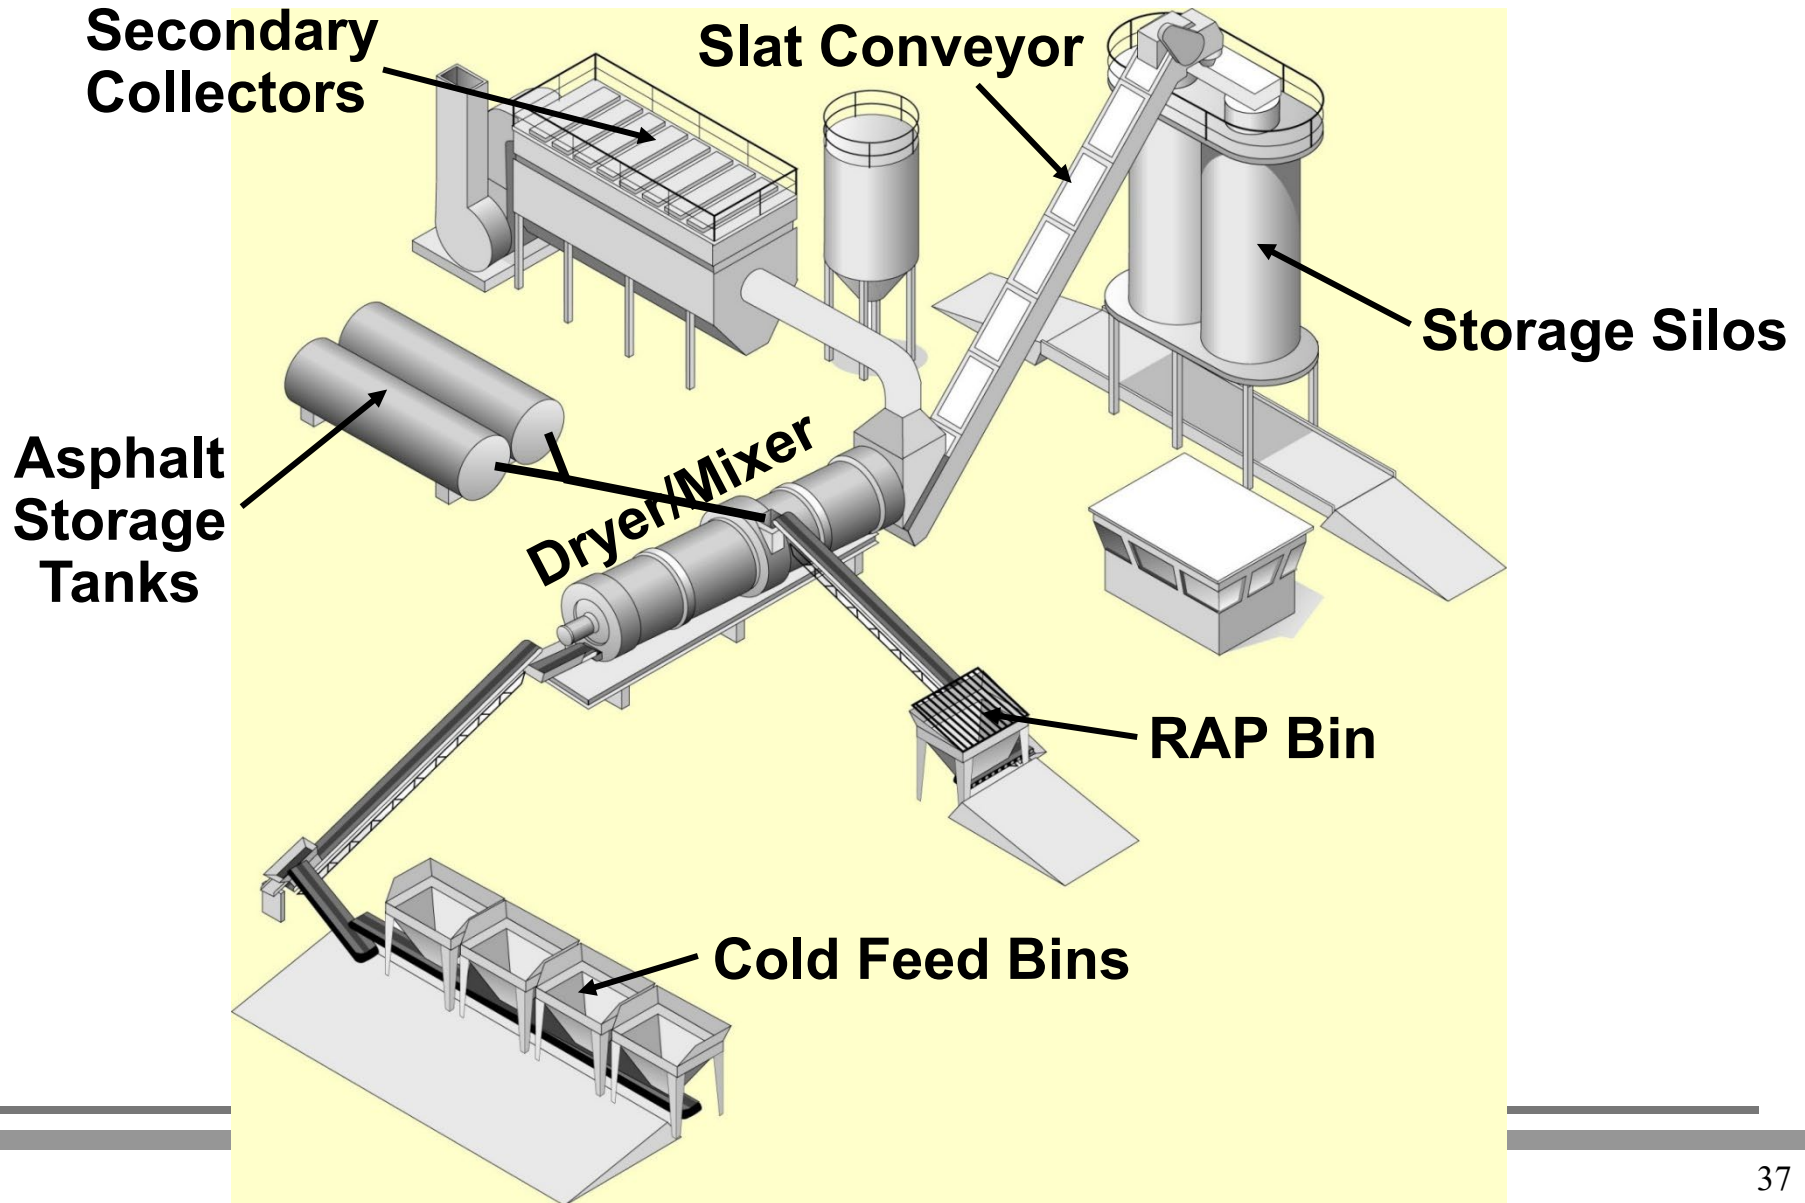 Secondary
Collectors
Slat Conveyor
Storage Silos
Asphalt
Storage
Tanks
Dryer/Mixer
RAP Bin
Cold Feed Bins
37